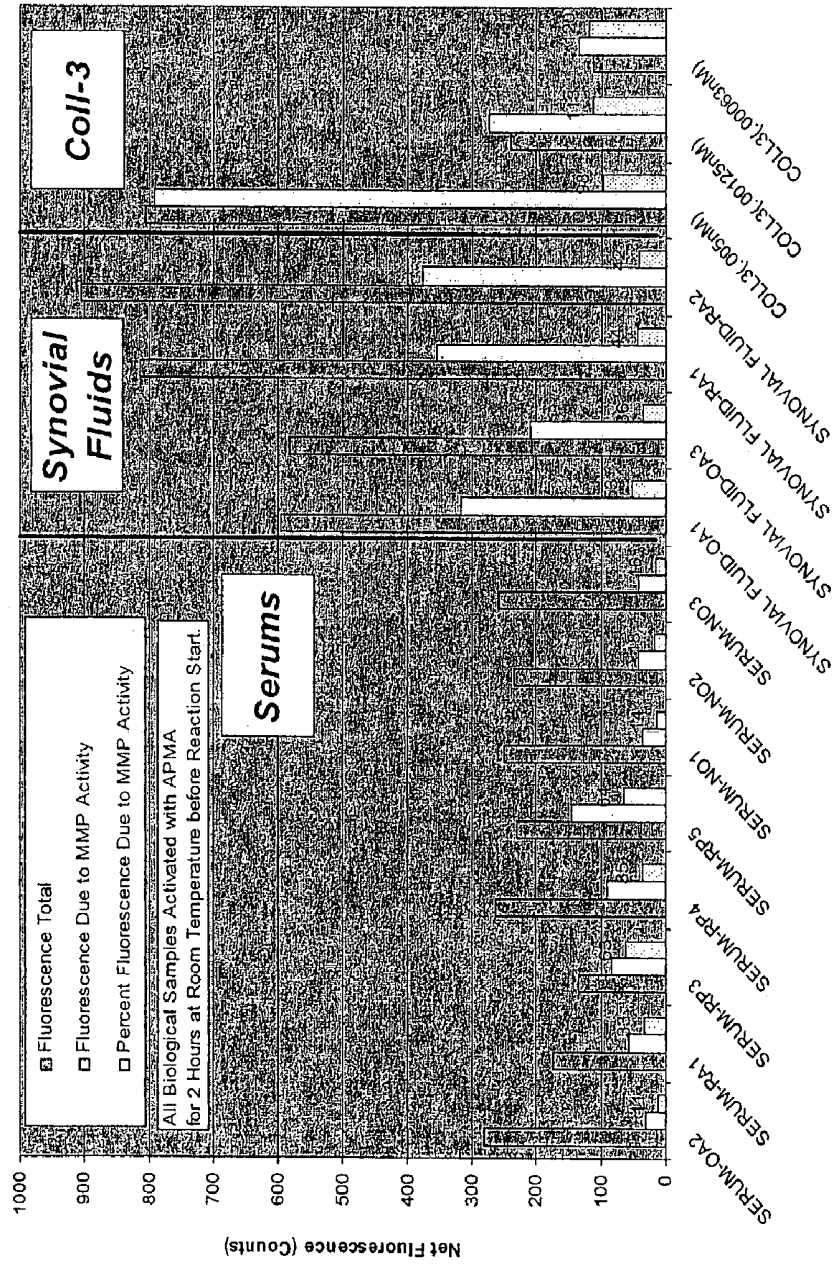 Fluorescence Total
Fluorescence Due to MMP Activity
Percent Fluorescence Due to MMP Activity
All Biological Samples Activated with APMA
for 2 Hours at Room Temperature before Reaction Start.
Serums
Synovial
Fluids
Coll-3
Net Fluorescence (Counts)
1000
900
800
700
600
500
400
300
200
100
0
SERUM-OA2
SERUM-RA1
SERUM-RP3
SERUM-RP4
SERUM-RP5
SERUM-NO1
SERUM-NO2
SERUM-NO3
SYNOVIAL FLUID-OA1
SYNOVIAL FLUID-OA3
SYNOVIAL FLUID-RA1
SYNOVIAL FLUID-RA2
COLL3(.005nM)
COLL3(.00125nM)
COLL3(.00063nM)